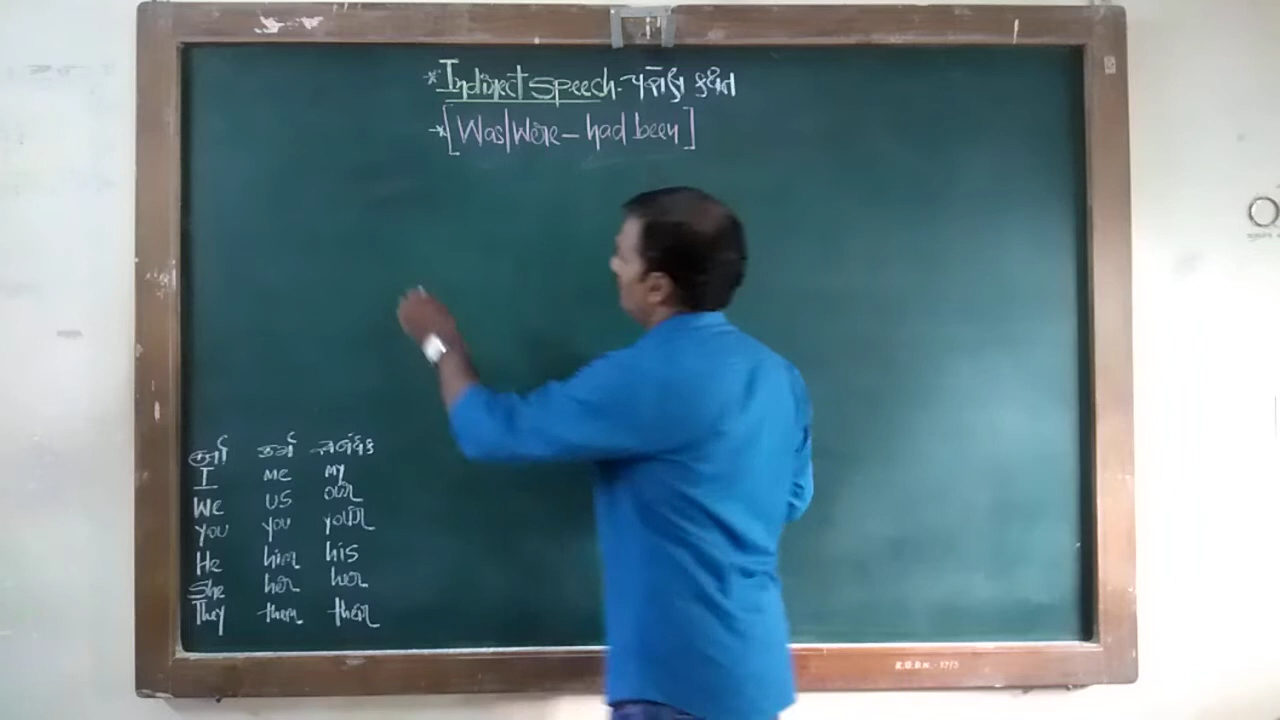 * Indirect Speech - પરોક્ષ કથન
* [Was/Were - had been]
કર્તા કર્મ સંબંધક
I me my
We us our
you you your
He him his
She her her
They them their